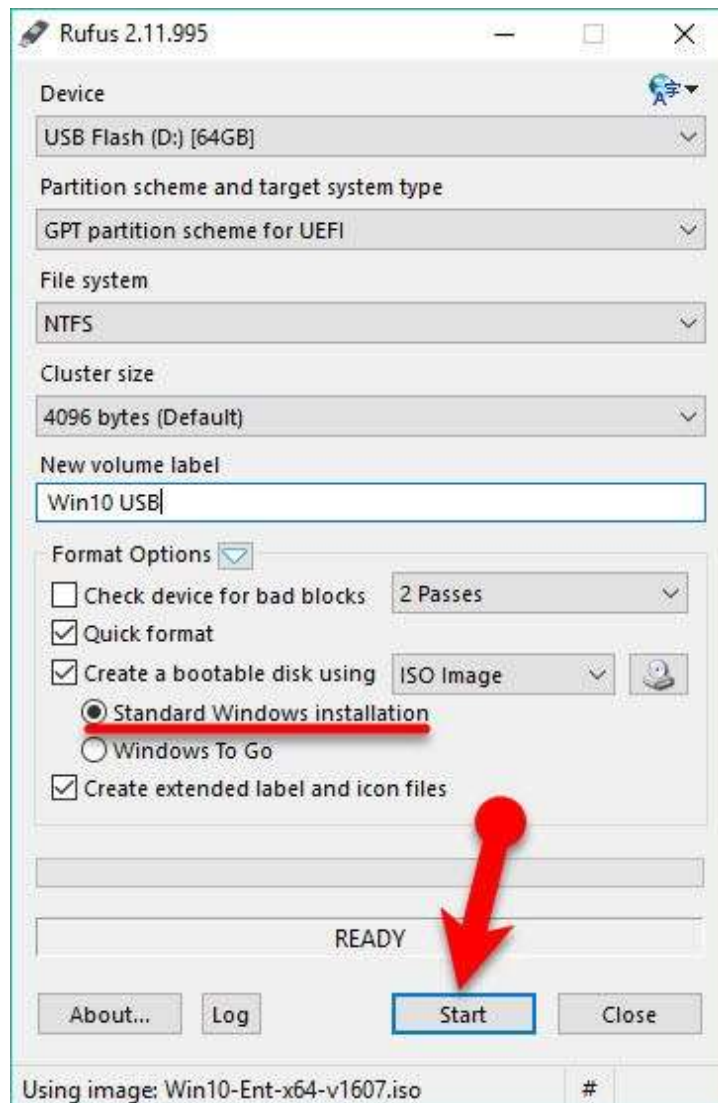 Rufus 2.11.995
Device
USB Flash (D:) [64GB]
Partition scheme and target system type
GPT partition scheme for UEFI
File system
NTFS
Cluster size
4096 bytes (Default)
New volume label
Win10 USB
Format Options
Check device for bad blocks 2 Passes
Quick format
Create a bootable disk using ISO Image
Standard Windows installation
Windows To Go
Create extended label and icon files
READY
About... Log Start Close
Using image: Win10-Ent-x64-v1607.iso #